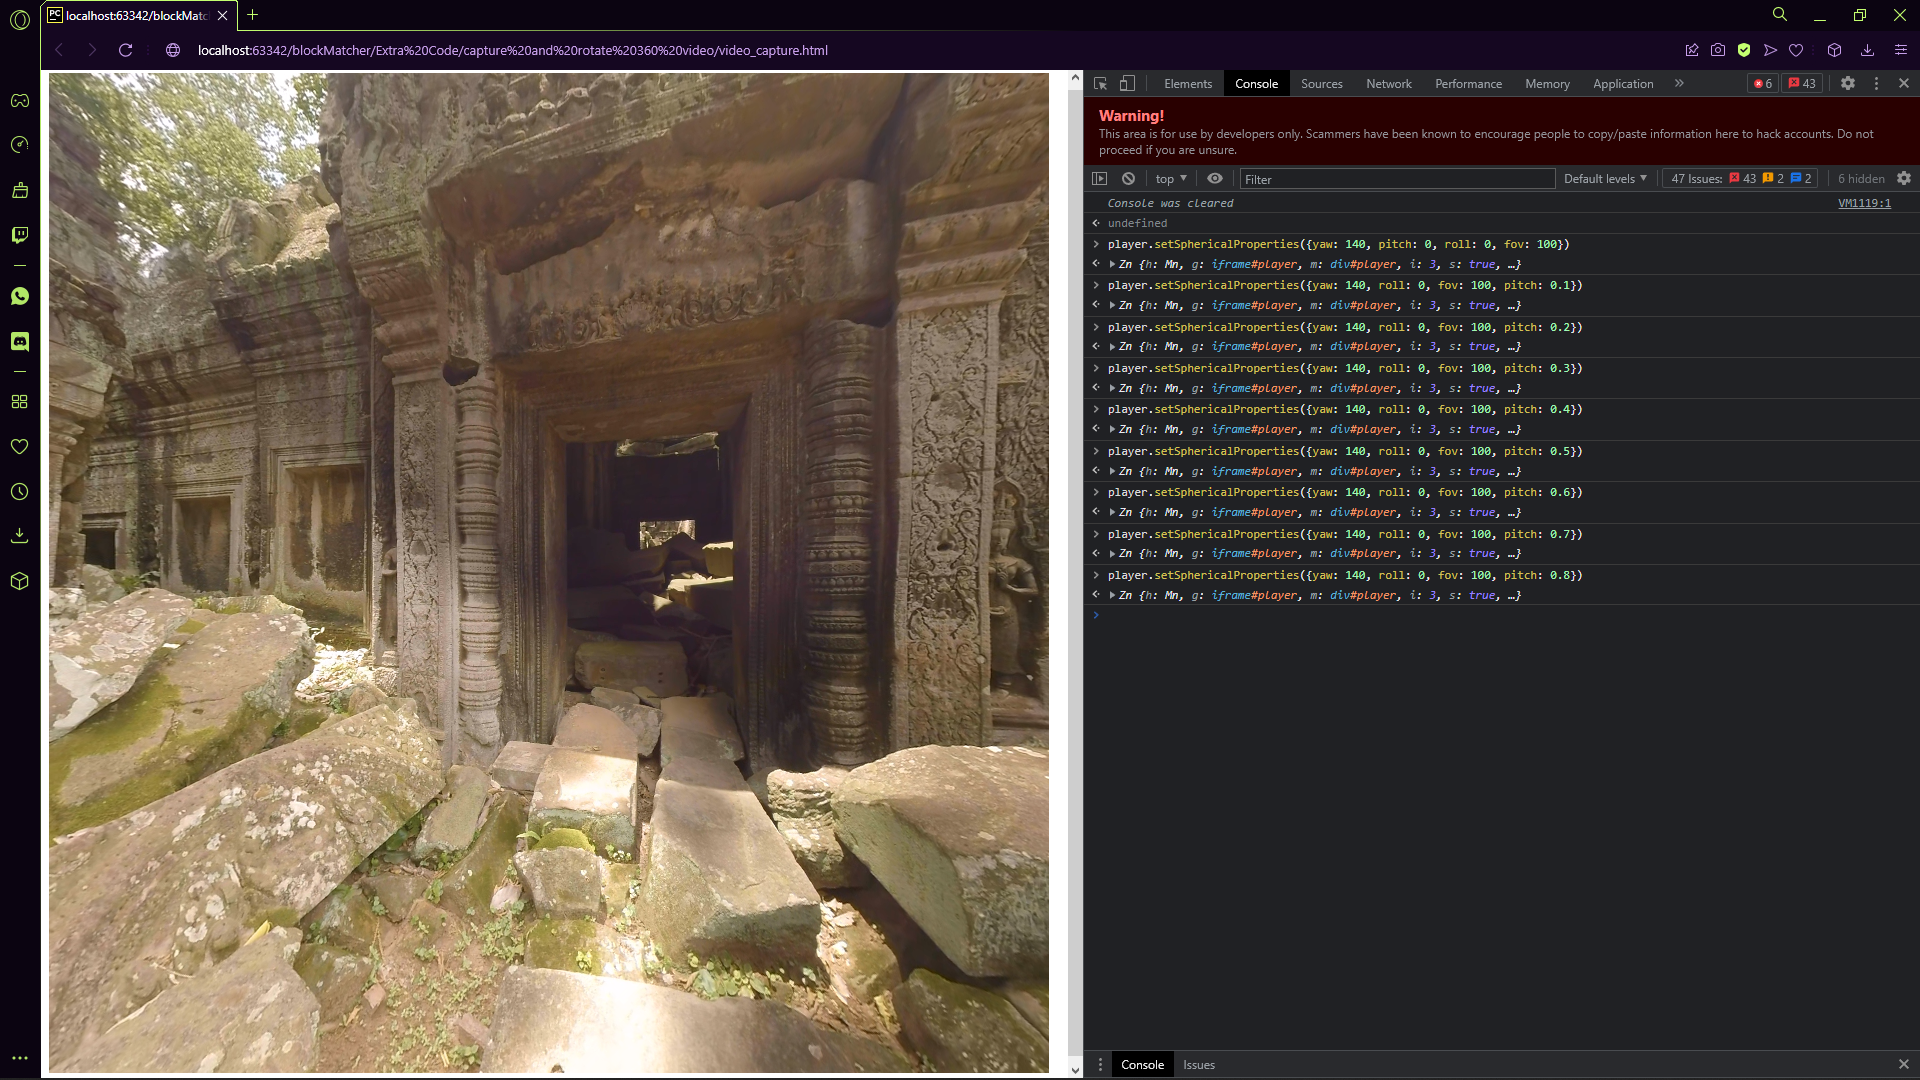 PC localhost:63342/blockMatc
localhost:63342/blockMatcher/Extra%20Code/capture%20and%20rotate%20360%20video/video_capture.html
Elements Console Sources Network Performance Memory Application » 6 43
Warning!
This area is for use by developers only. Scammers have been known to encourage people to copy/paste information here to hack accounts. Do not
proceed if you are unsure.
top Filter Default levels 47 Issues: 43 2 2 6 hidden
Console was cleared VM1119:1
undefined
player.setSphericalProperties({yaw: 140, pitch: 0, roll: 0, fov: 100})
Zn {h: Mn, g: iframe#player, m: div#player, i: 3, s: true, …}
player.setSphericalProperties({yaw: 140, roll: 0, fov: 100, pitch: 0.1})
Zn {h: Mn, g: iframe#player, m: div#player, i: 3, s: true, …}
player.setSphericalProperties({yaw: 140, roll: 0, fov: 100, pitch: 0.2})
Zn {h: Mn, g: iframe#player, m: div#player, i: 3, s: true, …}
player.setSphericalProperties({yaw: 140, roll: 0, fov: 100, pitch: 0.3})
Zn {h: Mn, g: iframe#player, m: div#player, i: 3, s: true, …}
player.setSphericalProperties({yaw: 140, roll: 0, fov: 100, pitch: 0.4})
Zn {h: Mn, g: iframe#player, m: div#player, i: 3, s: true, …}
player.setSphericalProperties({yaw: 140, roll: 0, fov: 100, pitch: 0.5})
Zn {h: Mn, g: iframe#player, m: div#player, i: 3, s: true, …}
player.setSphericalProperties({yaw: 140, roll: 0, fov: 100, pitch: 0.6})
Zn {h: Mn, g: iframe#player, m: div#player, i: 3, s: true, …}
player.setSphericalProperties({yaw: 140, roll: 0, fov: 100, pitch: 0.7})
Zn {h: Mn, g: iframe#player, m: div#player, i: 3, s: true, …}
player.setSphericalProperties({yaw: 140, roll: 0, fov: 100, pitch: 0.8})
Zn {h: Mn, g: iframe#player, m: div#player, i: 3, s: true, …}
Console Issues